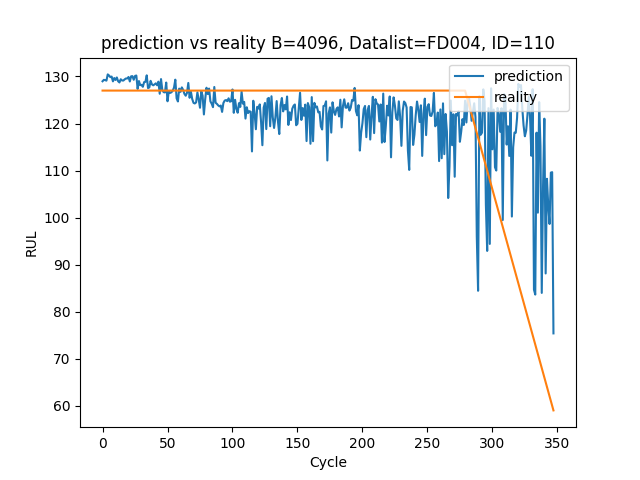 prediction vs reality B=4096, Datalist=FD004, ID=110
prediction
reality
130
120
110
100
90
80
70
60
RUL
0 50 100 150 200 250 300 350
Cycle